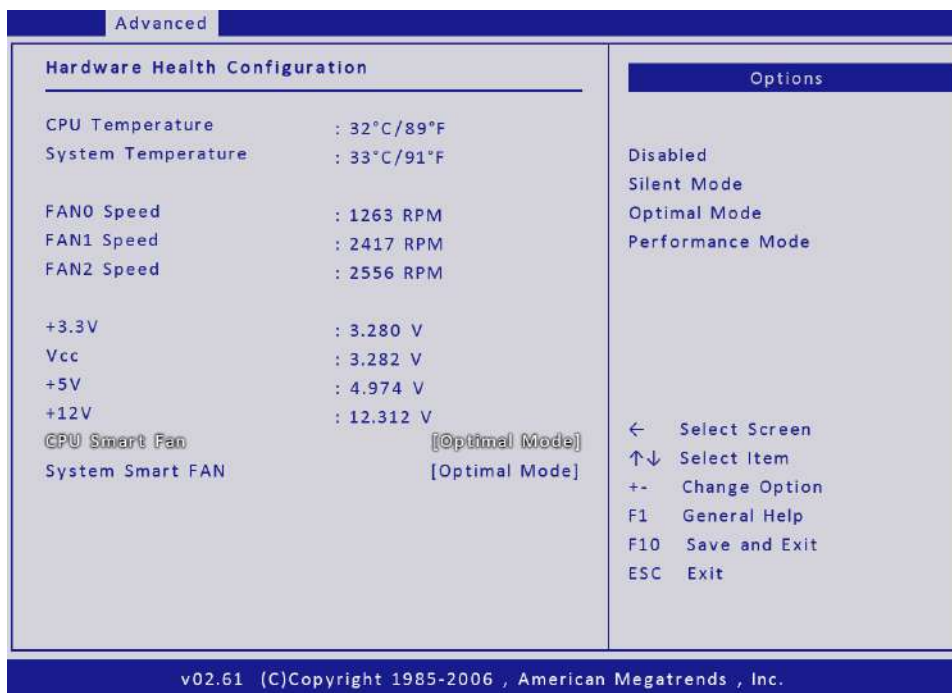 Advanced
Hardware Health Configuration
CPU Temperature : 32°C/89°F
System Temperature : 33°C/91°F
FAN0 Speed : 1263 RPM
FAN1 Speed : 2417 RPM
FAN2 Speed : 2556 RPM
+3.3V : 3.280 V
Vcc : 3.282 V
+5V : 4.974 V
+12V : 12.312 V
CPU Smart Fan [Optimal Mode]
System Smart FAN [Optimal Mode]
Options
Disabled
Silent Mode
Optimal Mode
Performance Mode
← Select Screen
↑↓ Select Item
+- Change Option
F1 General Help
F10 Save and Exit
ESC Exit
v02.61 (C)Copyright 1985-2006 , American Megatrends , Inc.